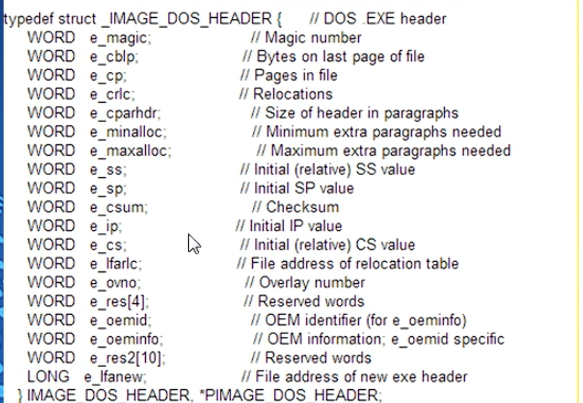 typedef struct _IMAGE_DOS_HEADER { // DOS .EXE header
WORD e_magic; // Magic number
WORD e_cblp; // Bytes on last page of file
WORD e_cp; // Pages in file
WORD e_crlc; // Relocations
WORD e_cparhdr; // Size of header in paragraphs
WORD e_minalloc; // Minimum extra paragraphs needed
WORD e_maxalloc; // Maximum extra paragraphs needed
WORD e_ss; // Initial (relative) SS value
WORD e_sp; // Initial SP value
WORD e_csum; // Checksum
WORD e_ip; // Initial IP value
WORD e_cs; // Initial (relative) CS value
WORD e_lfarlc; // File address of relocation table
WORD e_ovno; // Overlay number
WORD e_res[4]; // Reserved words
WORD e_oemid; // OEM identifier (for e_oeminfo)
WORD e_oeminfo; // OEM information; e_oemid specific
WORD e_res2[10]; // Reserved words
LONG e_lfanew; // File address of new exe header
} IMAGE_DOS_HEADER, *PIMAGE_DOS_HEADER;